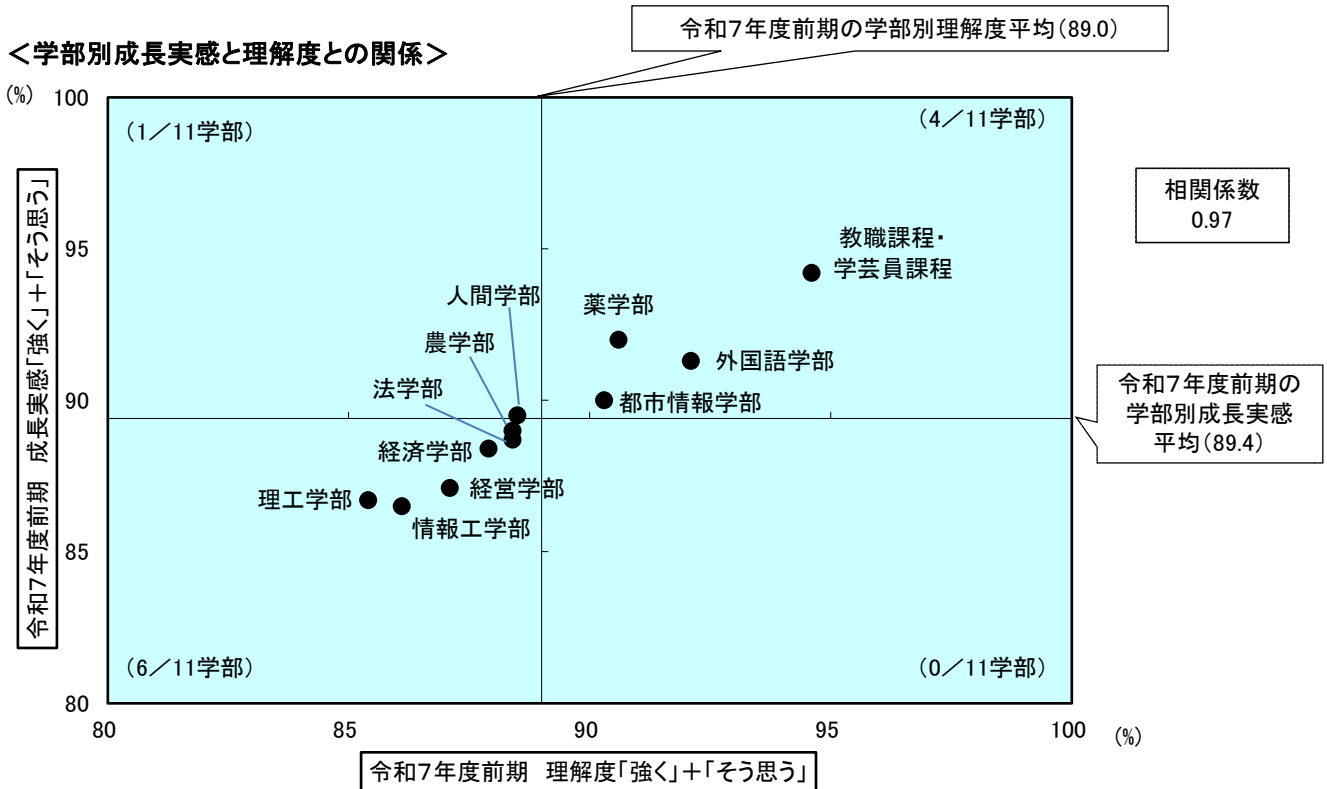 令和7年度前期の学部別理解度平均(89.0)
＜学部別成長実感と理解度との関係＞
(%)
100
(1／11学部)
(4／11学部)
相関係数
0.97
令和7年度前期 成長実感「強く」＋「そう思う」
95
教職課程・
学芸員課程
人間学部
薬学部
農学部
外国語学部
法学部
90
都市情報学部
令和7年度前期の
学部別成長実感
平均(89.4)
経済学部
経営学部
理工学部
情報工学部
85
(6／11学部)
(0／11学部)
80
80
85
90
95
100
(%)
令和7年度前期 理解度「強く」＋「そう思う」